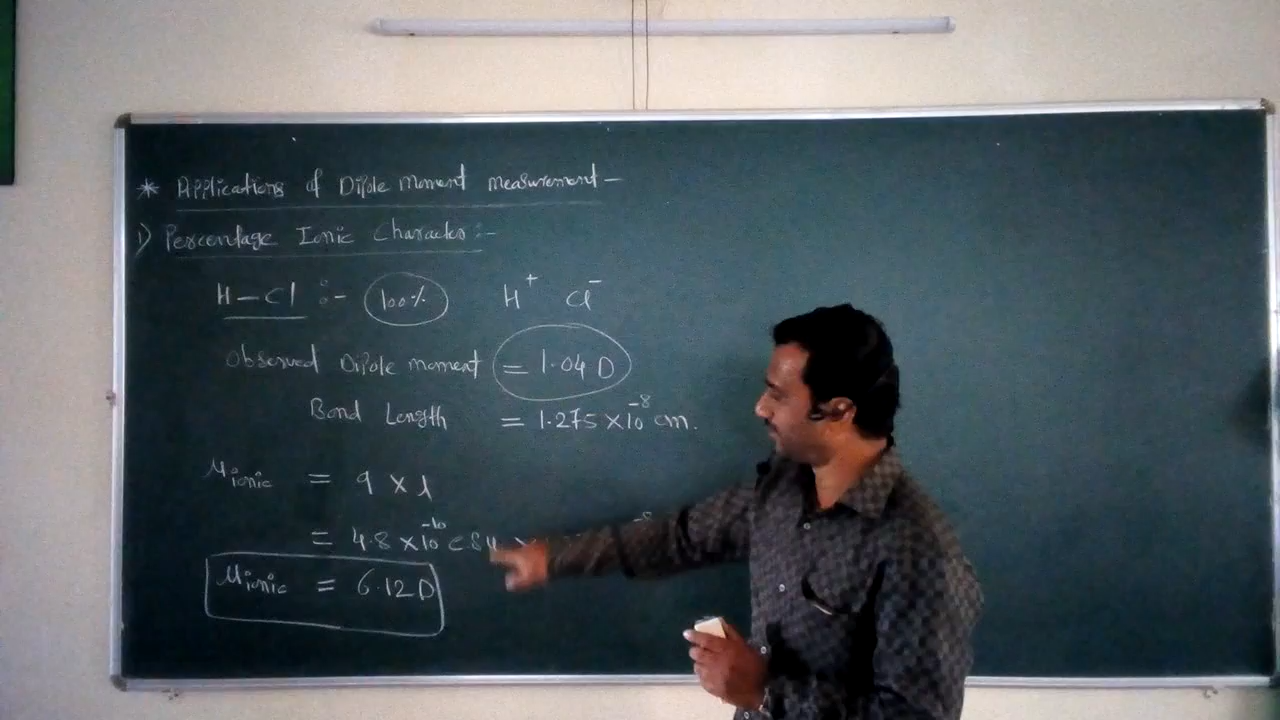 * Applications of Dipole Moment measurement –
1) Percentage Ionic Character :-
H – Cl :- 100% H⁺ Cl⁻
Observed Dipole moment = 1.04 D
Bond Length = 1.275 × 10⁻⁸ cm.
μionic = q × λ
= 4.8 × 10⁻¹⁰ esu × ⁻⁸
μionic = 6.12 D